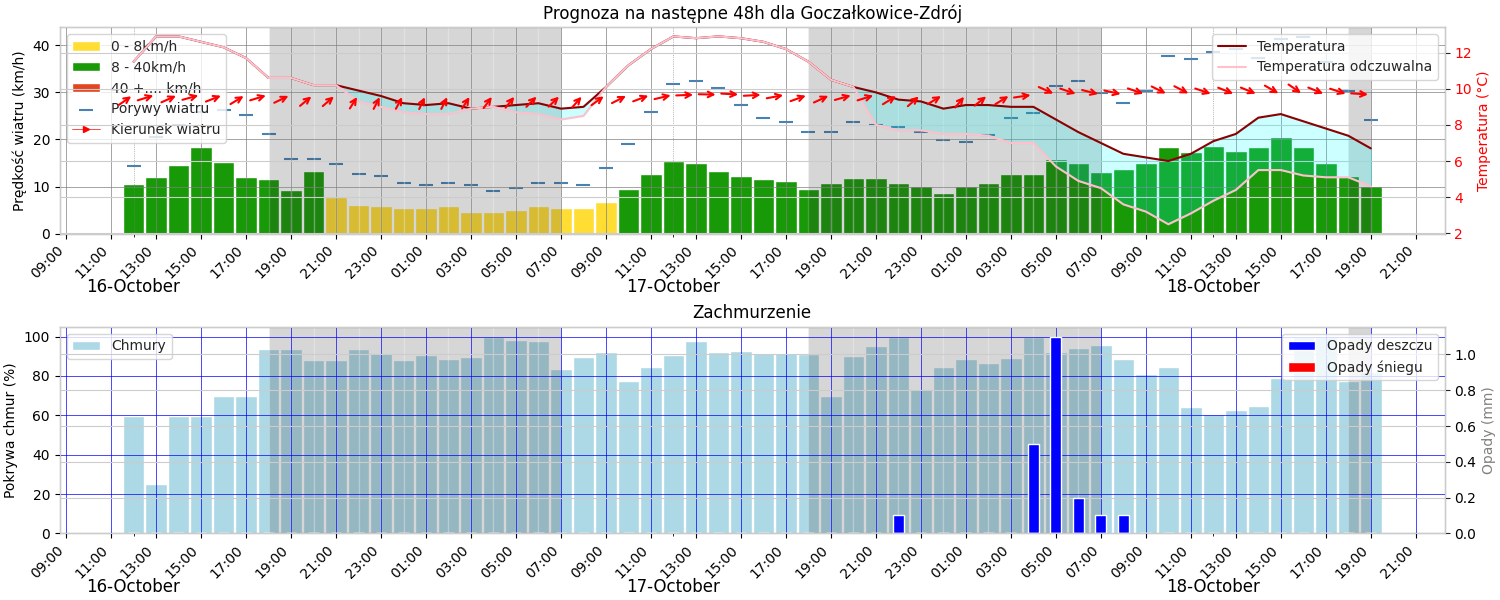 Prognoza na następne 48h dla Goczałkowice-Zdrój
Prędkość wiatru (km/h)
40
30
20
10
0
0 - 8km/h
8 - 40km/h
40 +.... km/h
Porywy wiatru
Kierunek wiatru
Temperatura
Temperatura odczuwalna
12
10
8
6
4
2
Temperatura (°C)
09:00 11:00 13:00 15:00 17:00 19:00 21:00 23:00 01:00 03:00 05:00 07:00 09:00 11:00 13:00 15:00 17:00 19:00 21:00 23:00 01:00 03:00 05:00 07:00 09:00 11:00 13:00 15:00 17:00 19:00 21:00
16-October 17-October 18-October
Zachmurzenie
Pokrywa chmur (%)
100
80
60
40
20
0
Chmury
Opady deszczu
Opady śniegu
1.0
0.8
0.6
0.4
0.2
0.0
Opady (mm)
09:00 11:00 13:00 15:00 17:00 19:00 21:00 23:00 01:00 03:00 05:00 07:00 09:00 11:00 13:00 15:00 17:00 19:00 21:00 23:00 01:00 03:00 05:00 07:00 09:00 11:00 13:00 15:00 17:00 19:00 21:00
16-October 17-October 18-October